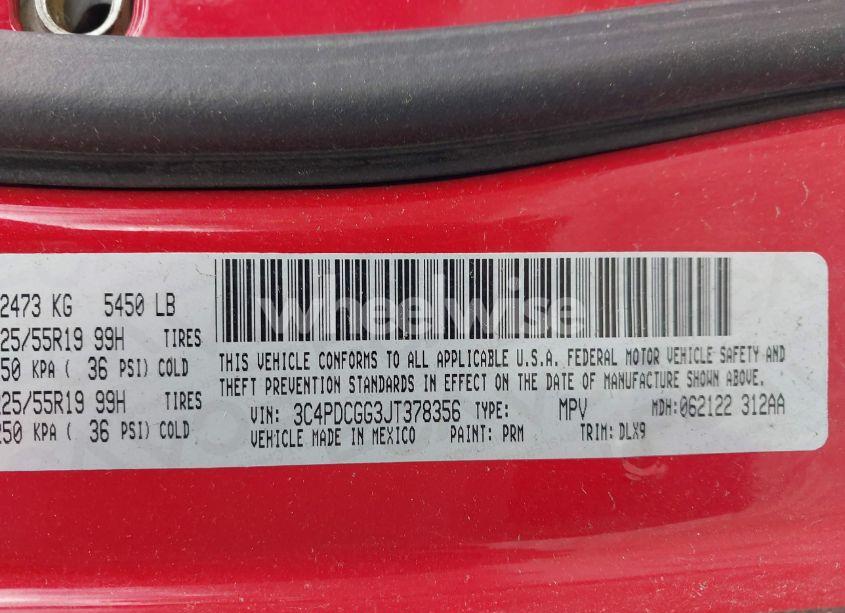 2473 KG 5450 LB
25/55R19 99H TIRES
50 KPA ( 36 PSI) COLD
225/55R19 99H TIRES
250 KPA ( 36 PSI) COLD
wheelwise
THIS VEHICLE CONFORMS TO ALL APPLICABLE U.S.A. FEDERAL MOTOR VEHICLE SAFETY AND
THEFT PREVENTION STANDARDS IN EFFECT ON THE DATE OF MANUFACTURE SHOWN ABOVE.
VIN: 3C4PDCGG3JT378356 TYPE: MPV MDH:062122 312AA
VEHICLE MADE IN MEXICO PAINT: PRM TRIM: DLX9